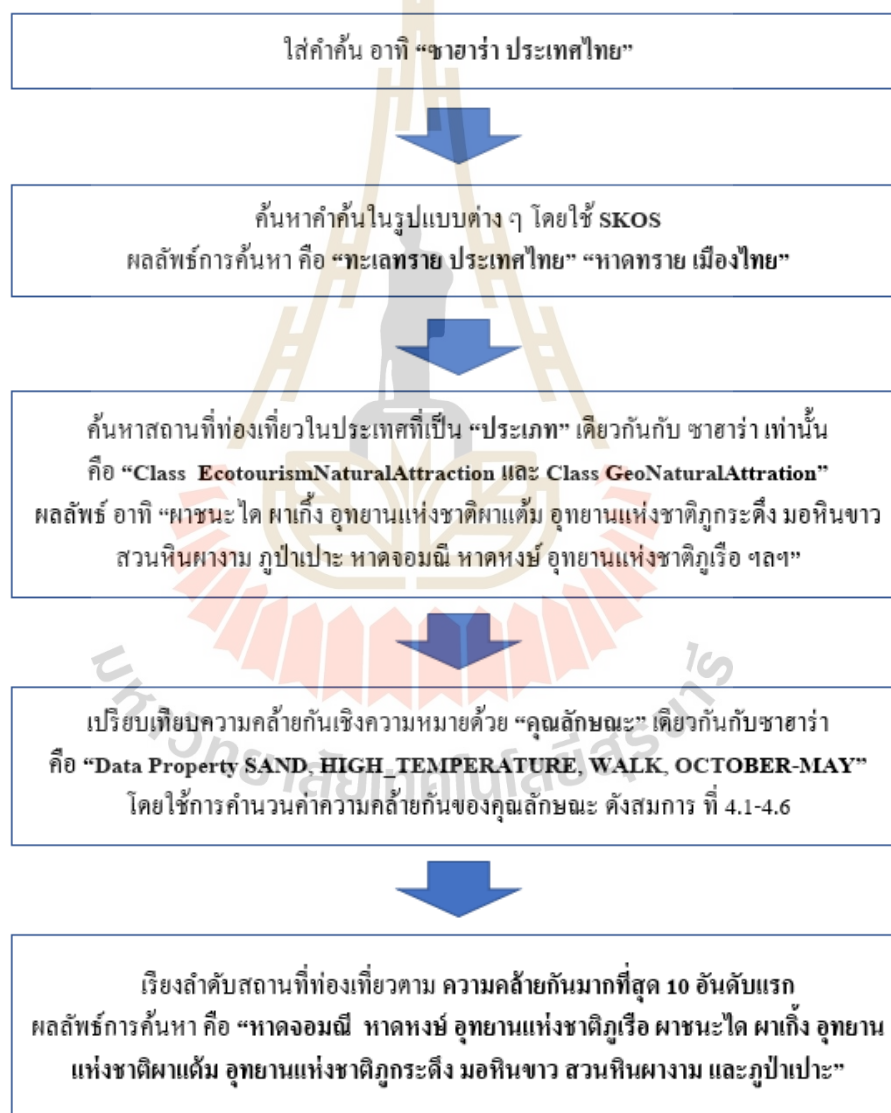 ใส่คำค้น อาทิ “ซาฮาร่า ประเทศไทย”
ค้นหาคำค้นในรูปแบบต่าง ๆ โดยใช้ SKOS
ผลลัพธ์การค้นหา คือ “ทะเลทราย ประเทศไทย” “หาดทราย เมืองไทย”
ค้นหาสถานที่ท่องเที่ยวในประเทศที่เป็น “ประเภท” เดียวกันกับ ซาฮาร่า เท่านั้น
คือ “Class EcotourismNaturalAttraction และ Class GeoNaturalAttration”
ผลลัพธ์ อาทิ “ผาชนะได ผาเกิ้ง อุทยานแห่งชาติผาแต้ม อุทยานแห่งชาติภูกระดึง มอหินขาว
สวนหินผางาม ภูป่าเปาะ หาดจอมณี หาดหงษ์ อุทยานแห่งชาติภูเรือ ฯลฯ”
มหาวิทยาลัยเทคโนโลยีสุรนารี
เปรียบเทียบความคล้ายกันเชิงความหมายด้วย “คุณลักษณะ” เดียวกันกับซาฮาร่า
คือ “Data Property SAND, HIGH_TEMPERATURE, WALK, OCTOBER-MAY”
โดยใช้การคำนวนค่าความคล้ายกันของคุณลักษณะ ดังสมการ ที่ 4.1-4.6
เรียงลำดับสถานที่ท่องเที่ยวตาม ความคล้ายกันมากที่สุด 10 อันดับแรก
ผลลัพธ์การค้นหา คือ “หาดจอมณี หาดหงษ์ อุทยานแห่งชาติภูเรือ ผาชนะได ผาเกิ้ง อุทยาน
แห่งชาติผาแต้ม อุทยานแห่งชาติภูกระดึง มอหินขาว สวนหินผางาม และภูป่าเปาะ”